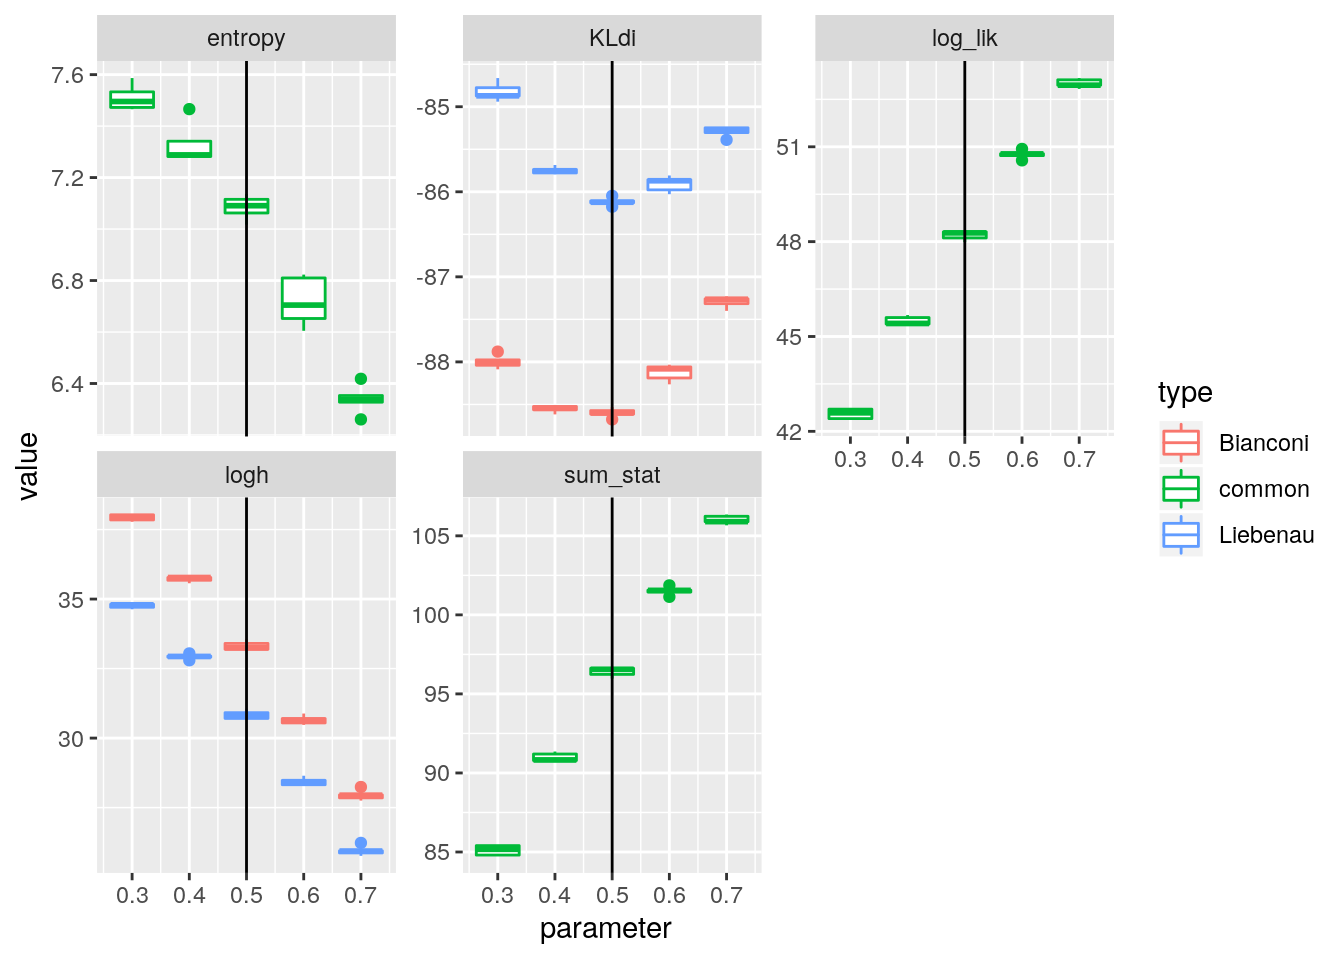 entropy
KLdi
log_lik
7.6
7.2
6.8
6.4
-85
-86
-87
-88
51
48
45
42
0.3 0.4 0.5 0.6 0.7
value
type
Bianconi
common
Liebenau
logh
sum_stat
35
30
105
100
95
90
85
0.3 0.4 0.5 0.6 0.7
0.3 0.4 0.5 0.6 0.7
parameter